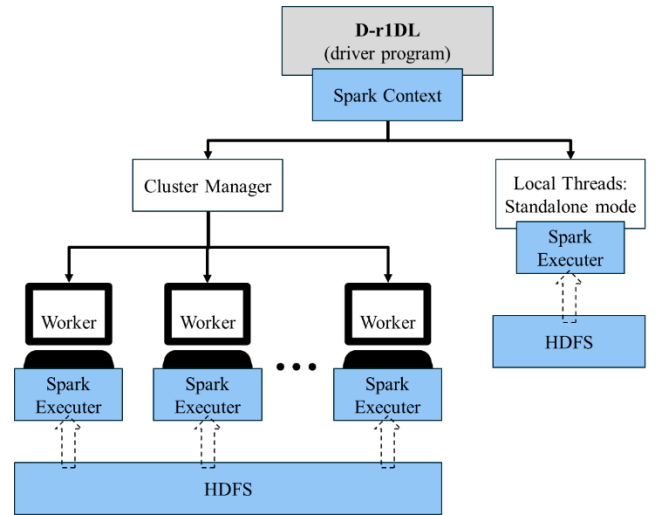 D-r1DL
(driver program)
Spark Context
Cluster Manager
Local Threads:
Standalone mode
Spark
Executer
HDFS
Worker
Worker
Worker
Spark
Executer
Spark
Executer
Spark
Executer
HDFS